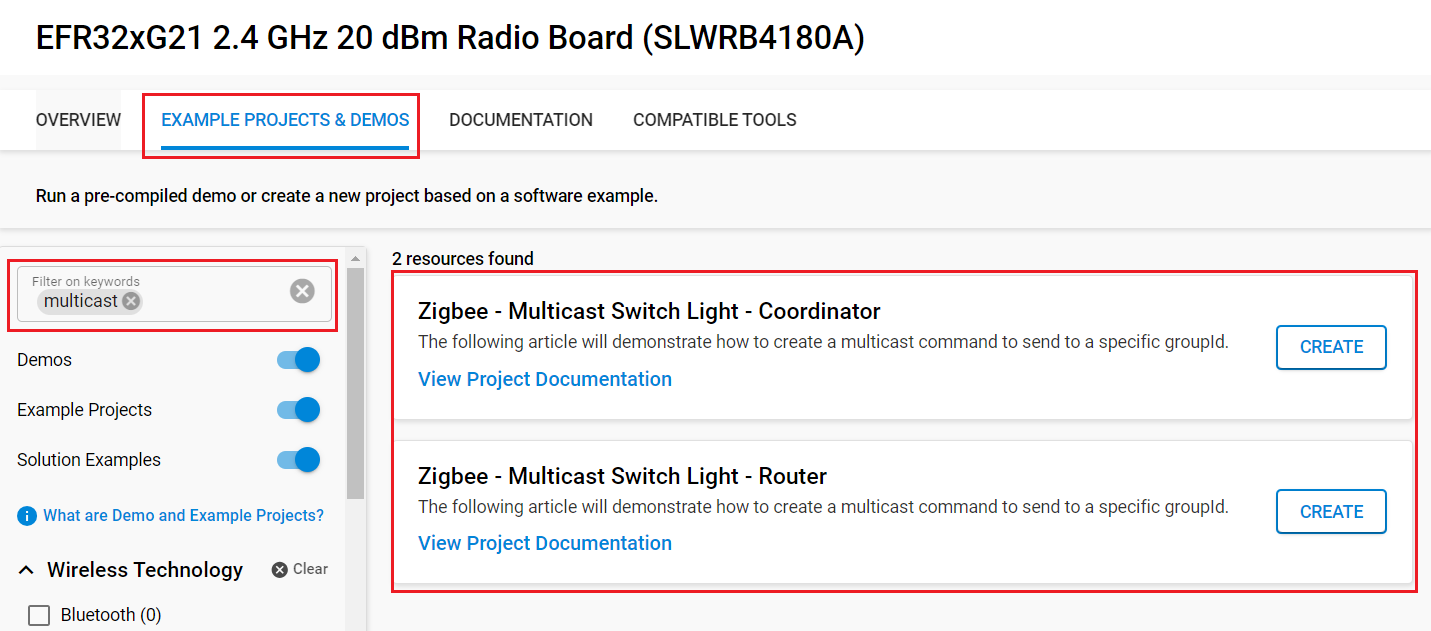 EFR32xG21 2.4 GHz 20 dBm Radio Board (SLWRB4180A)
OVERVIEW
EXAMPLE PROJECTS & DEMOS
DOCUMENTATION
COMPATIBLE TOOLS
Run a pre-compiled demo or create a new project based on a software example.
Filter on keywords
multicast
Demos
Example Projects
Solution Examples
What are Demo and Example Projects?
Wireless Technology
Clear
Bluetooth (0)
2 resources found
Zigbee - Multicast Switch Light - Coordinator
The following article will demonstrate how to create a multicast command to send to a specific groupId.
View Project Documentation
CREATE
Zigbee - Multicast Switch Light - Router
The following article will demonstrate how to create a multicast command to send to a specific groupId.
View Project Documentation
CREATE